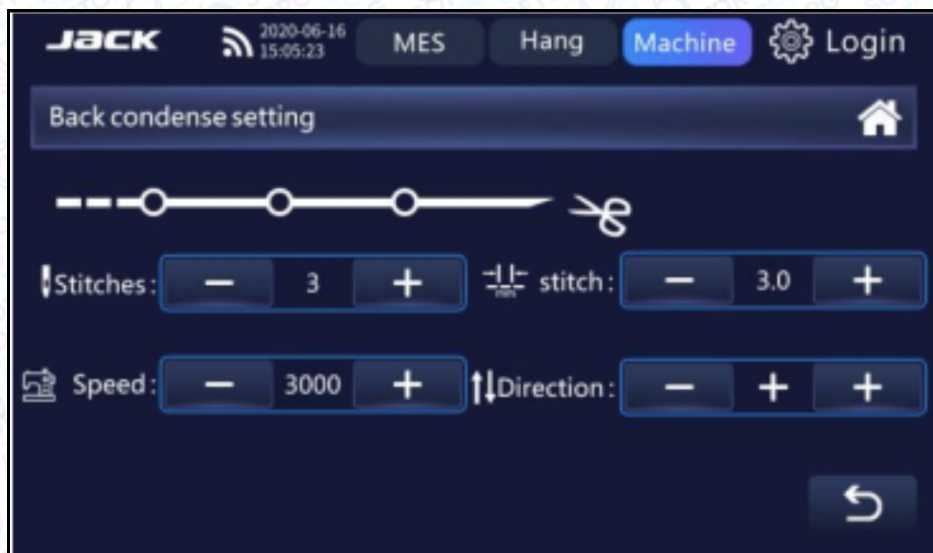 JACK
2020-06-16
15:05:23
MES
Hang
Machine
Login
Back condense setting
Stitches: − 3 +
stitch: − 3.0 +
Speed: − 3000 +
Direction: − + +